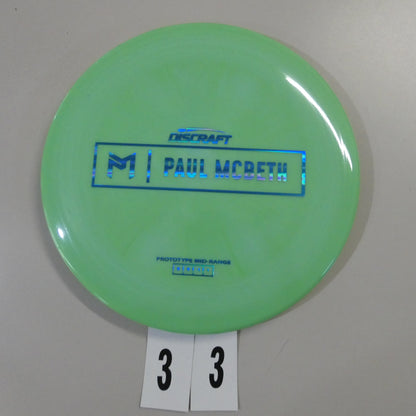 DISCRAFT
PM | PAUL MCBETH
PROTOTYPE MID-RANGE
3 3